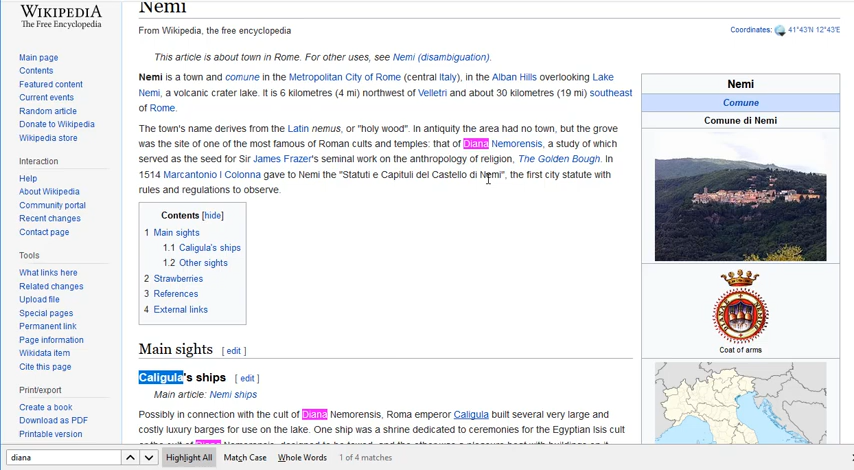 WIKIPEDIA
The Free Encyclopedia
Main page
Contents
Featured content
Current events
Random article
Donate to Wikipedia
Wikipedia store
Interaction
Help
About Wikipedia
Community portal
Recent changes
Contact page
Tools
What links here
Related changes
Upload file
Special pages
Permanent link
Page information
Wikidata item
Cite this page
Print/export
Create a book
Download as PDF
Printable version
Nemi
From Wikipedia, the free encyclopedia
Coordinates: 41°43′N 12°43′E
This article is about town in Rome. For other uses, see Nemi (disambiguation).
Nemi is a town and comune in the Metropolitan City of Rome (central Italy), in the Alban Hills overlooking Lake
Nemi, a volcanic crater lake. It is 6 kilometres (4 mi) northwest of Velletri and about 30 kilometres (19 mi) southeast
of Rome.
The town's name derives from the Latin nemus, or "holy wood". In antiquity the area had no town, but the grove
was the site of one of the most famous of Roman cults and temples: that of Diana Nemorensis, a study of which
served as the seed for Sir James Frazer's seminal work on the anthropology of religion, The Golden Bough. In
1514 Marcantonio I Colonna gave to Nemi the "Statuti e Capituli del Castello di Nemi", the first city statute with
rules and regulations to observe.
Contents [hide]
1 Main sights
1.1 Caligula's ships
1.2 Other sights
2 Strawberries
3 References
4 External links
Main sights [ edit ]
Caligula's ships [ edit ]
Main article: Nemi ships
Possibly in connection with the cult of Diana Nemorensis, Roma emperor Caligula built several very large and
costly luxury barges for use on the lake. One ship was a shrine dedicated to ceremonies for the Egyptian Isis cult
Nemi
Comune
Comune di Nemi
Coat of arms
diana
Highlight All Match Case Whole Words 1 of 4 matches